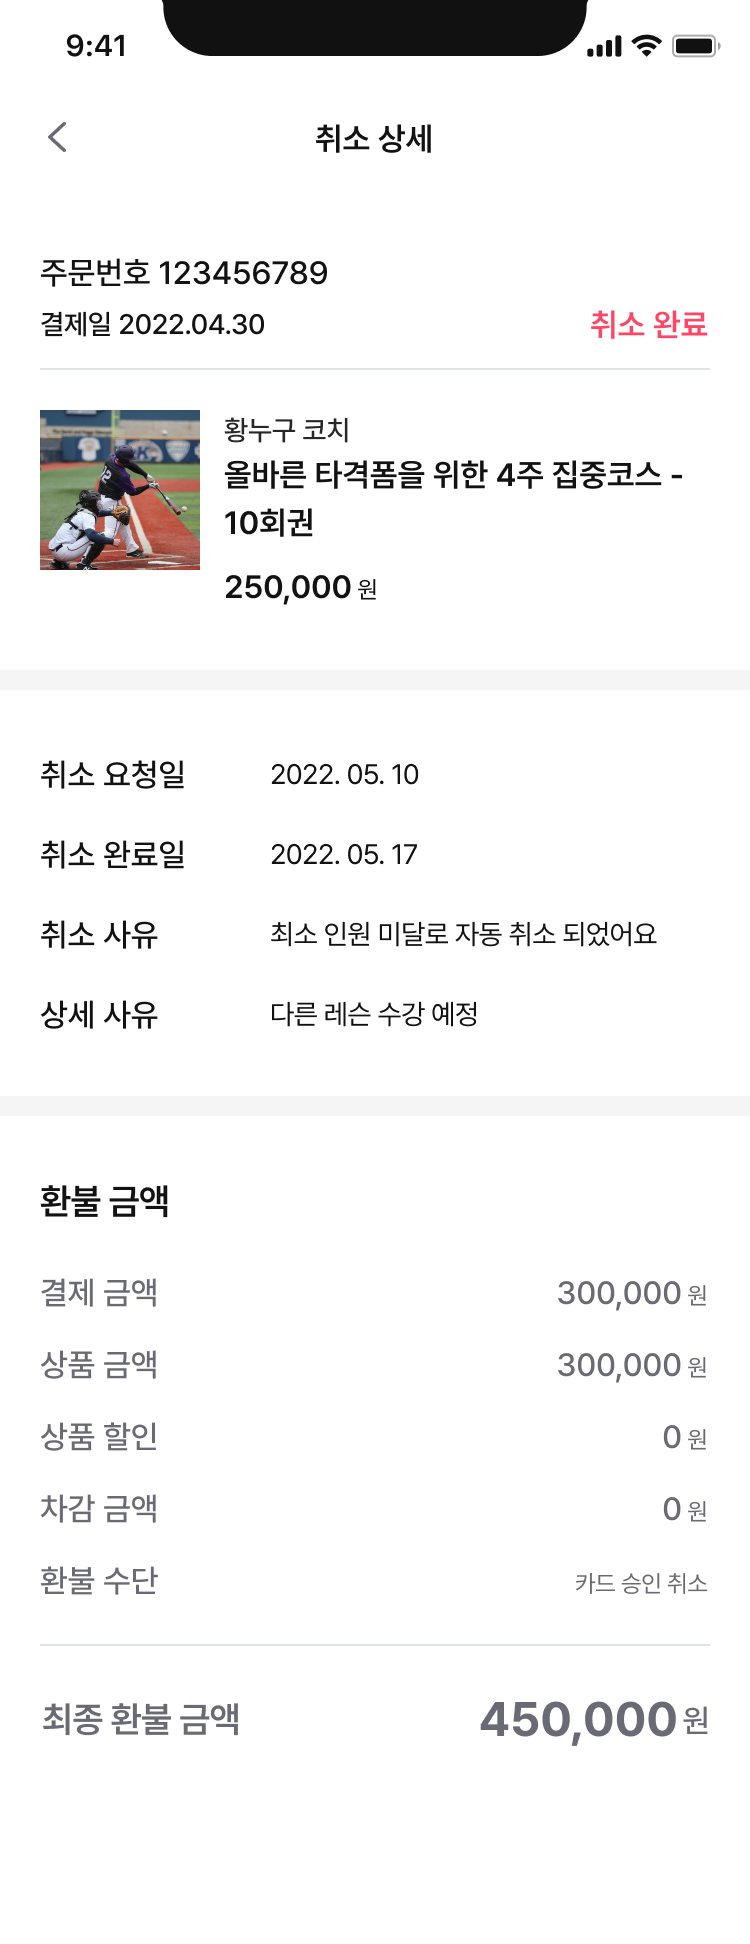 9:41
취소 상세
주문번호 123456789
결제일 2022.04.30
취소 완료
황누구 코치
올바른 타격폼을 위한 4주 집중코스 -
10회권
250,000 원
취소 요청일 2022. 05. 10
취소 완료일 2022. 05. 17
취소 사유 최소 인원 미달로 자동 취소 되었어요
상세 사유 다른 레슨 수강 예정
환불 금액
결제 금액 300,000 원
상품 금액 300,000 원
상품 할인 0 원
차감 금액 0 원
환불 수단 카드 승인 취소
최종 환불 금액 450,000 원